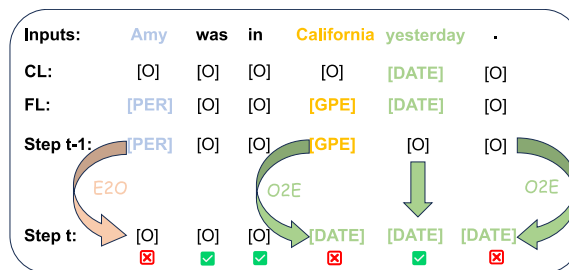 Inputs: Amy was in California yesterday .
CL: [O] [O] [O] [O] [DATE] [O]
FL: [PER] [O] [O] [GPE] [DATE] [O]
Step t-1: [PER] [O] [O] [GPE] [O] [O]
E2O O2E O2E
Step t: [O] [O] [O] [DATE] [DATE] [DATE]